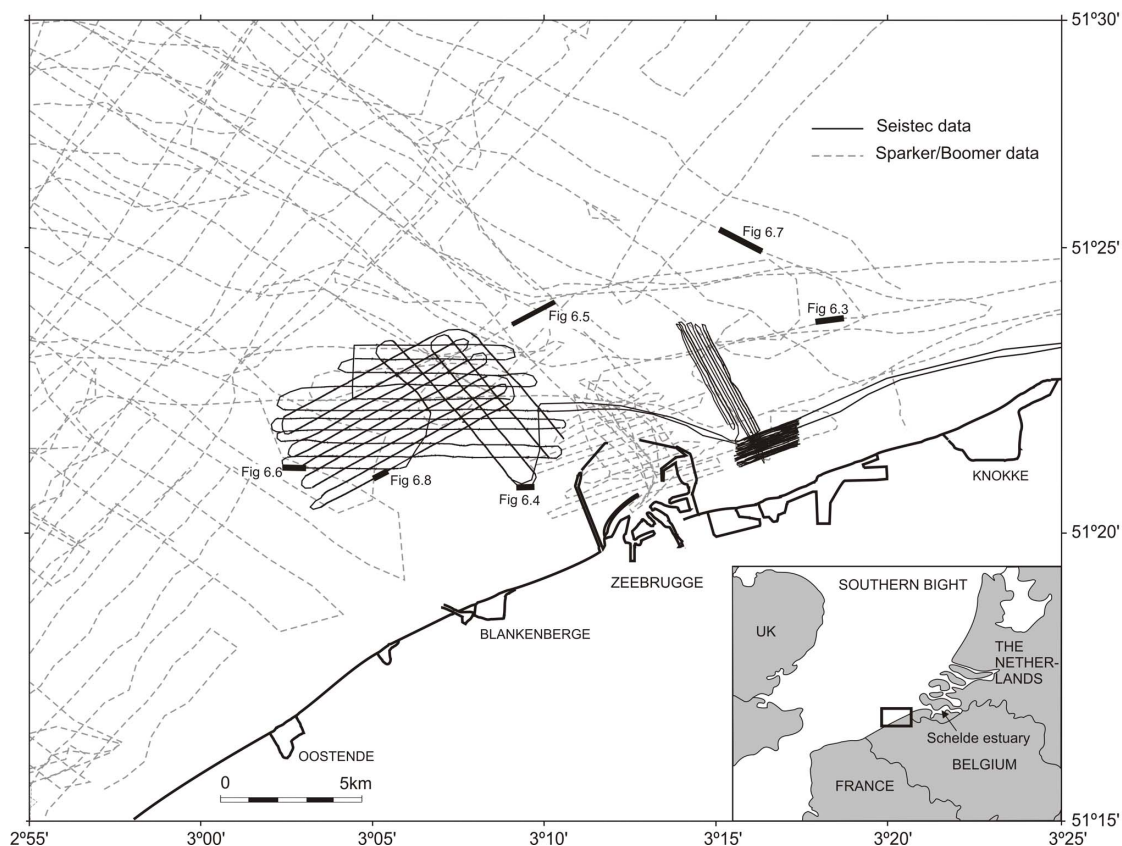 51°30'
Seistec data
Sparker/Boomer data
Fig 6.7
51°25'
Fig 6.5
Fig 6.3
Fig 6.6
Fig 6.8
Fig 6.4
KNOKKE
51°20'
ZEEBRUGGE
BLANKENBERGE
OOSTENDE
0 5km
SOUTHERN BIGHT
UK
THE
NETHER-
LANDS
Schelde estuary
BELGIUM
FRANCE
51°15'
2°55' 3°00' 3°05' 3°10' 3°15' 3°20' 3°25'